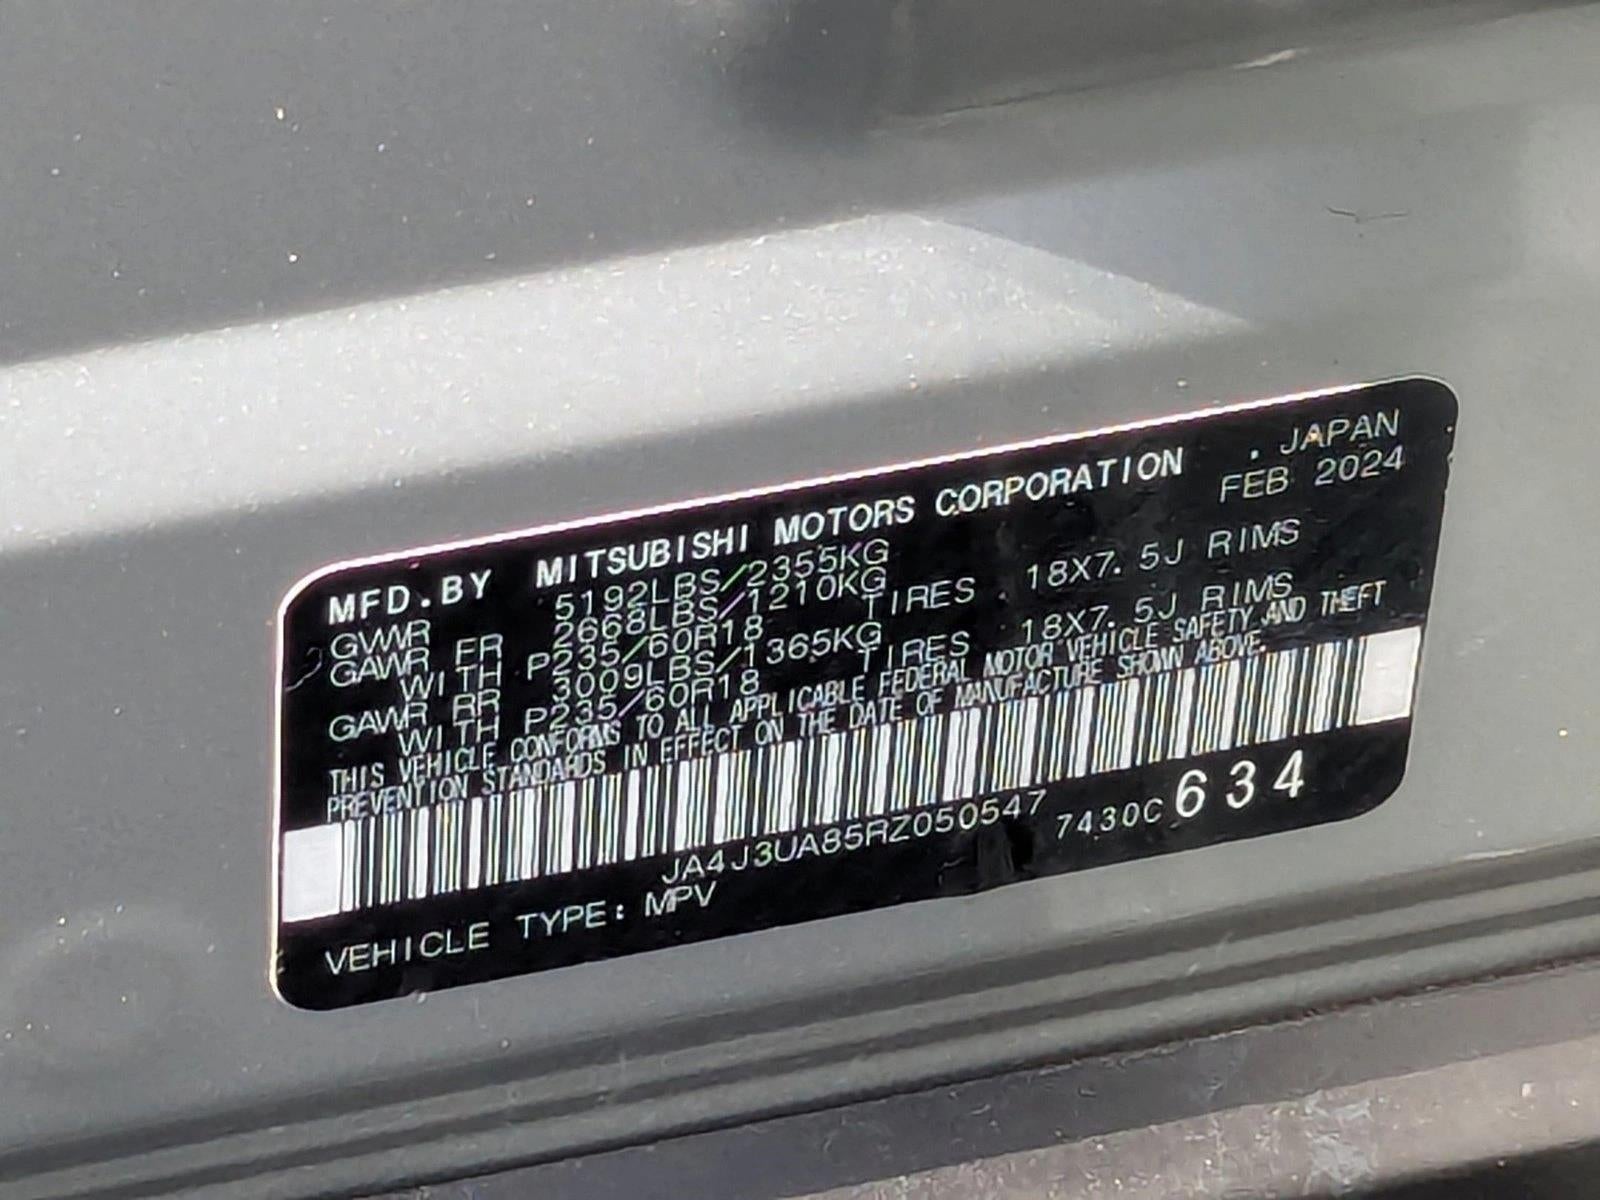 MFD.BY MITSUBISHI MOTORS CORPORATION . JAPAN
FEB 2024
GVWR 5192LBS/2355KG
GAWR FR 2668LBS/1210KG
WITH P235/60R18 TIRES . 18X7.5J RIMS
GAWR RR 3009LBS/1365KG
WITH P235/60R18 TIRES . 18X7.5J RIMS
THIS VEHICLE CONFORMS TO ALL APPLICABLE FEDERAL MOTOR VEHICLE SAFETY AND THEFT
PREVENTION STANDARDS IN EFFECT ON THE DATE OF MANUFACTURE SHOWN ABOVE.
JA4J3UA85RZ050547 7430C 634
VEHICLE TYPE: MPV